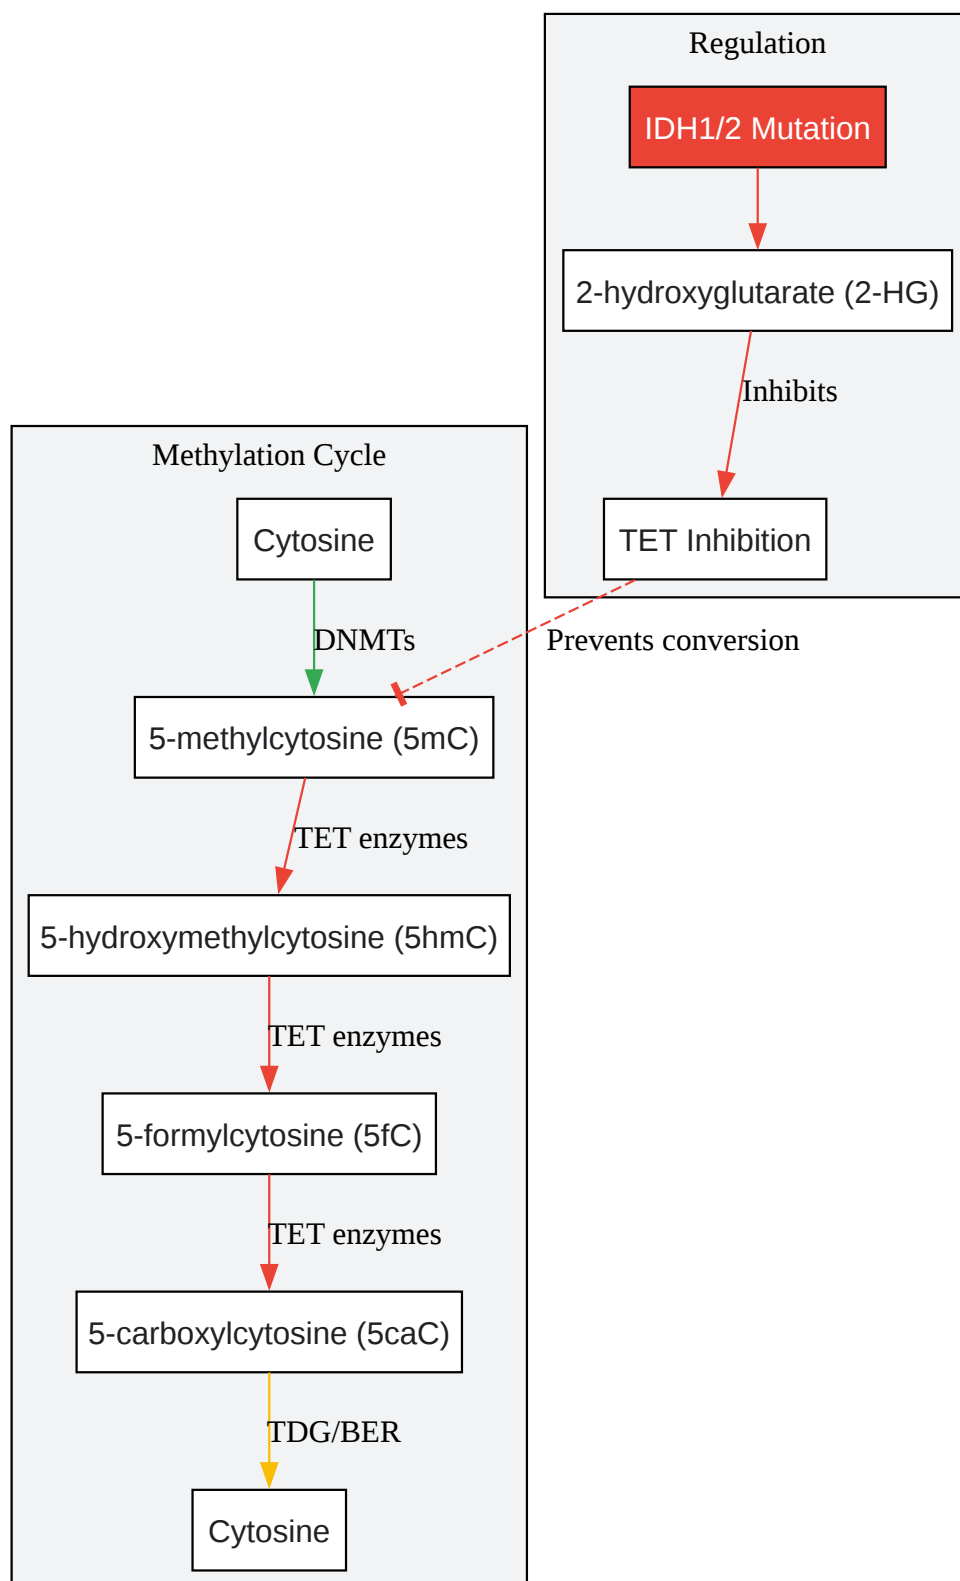 Regulation
IDH1/2 Mutation
2-hydroxyglutarate (2-HG)
Inhibits
TET Inhibition
Prevents conversion
Methylation Cycle
Cytosine
DNMTs
5-methylcytosine (5mC)
TET enzymes
5-hydroxymethylcytosine (5hmC)
TET enzymes
5-formylcytosine (5fC)
TET enzymes
5-carboxylcytosine (5caC)
TDG/BER
Cytosine